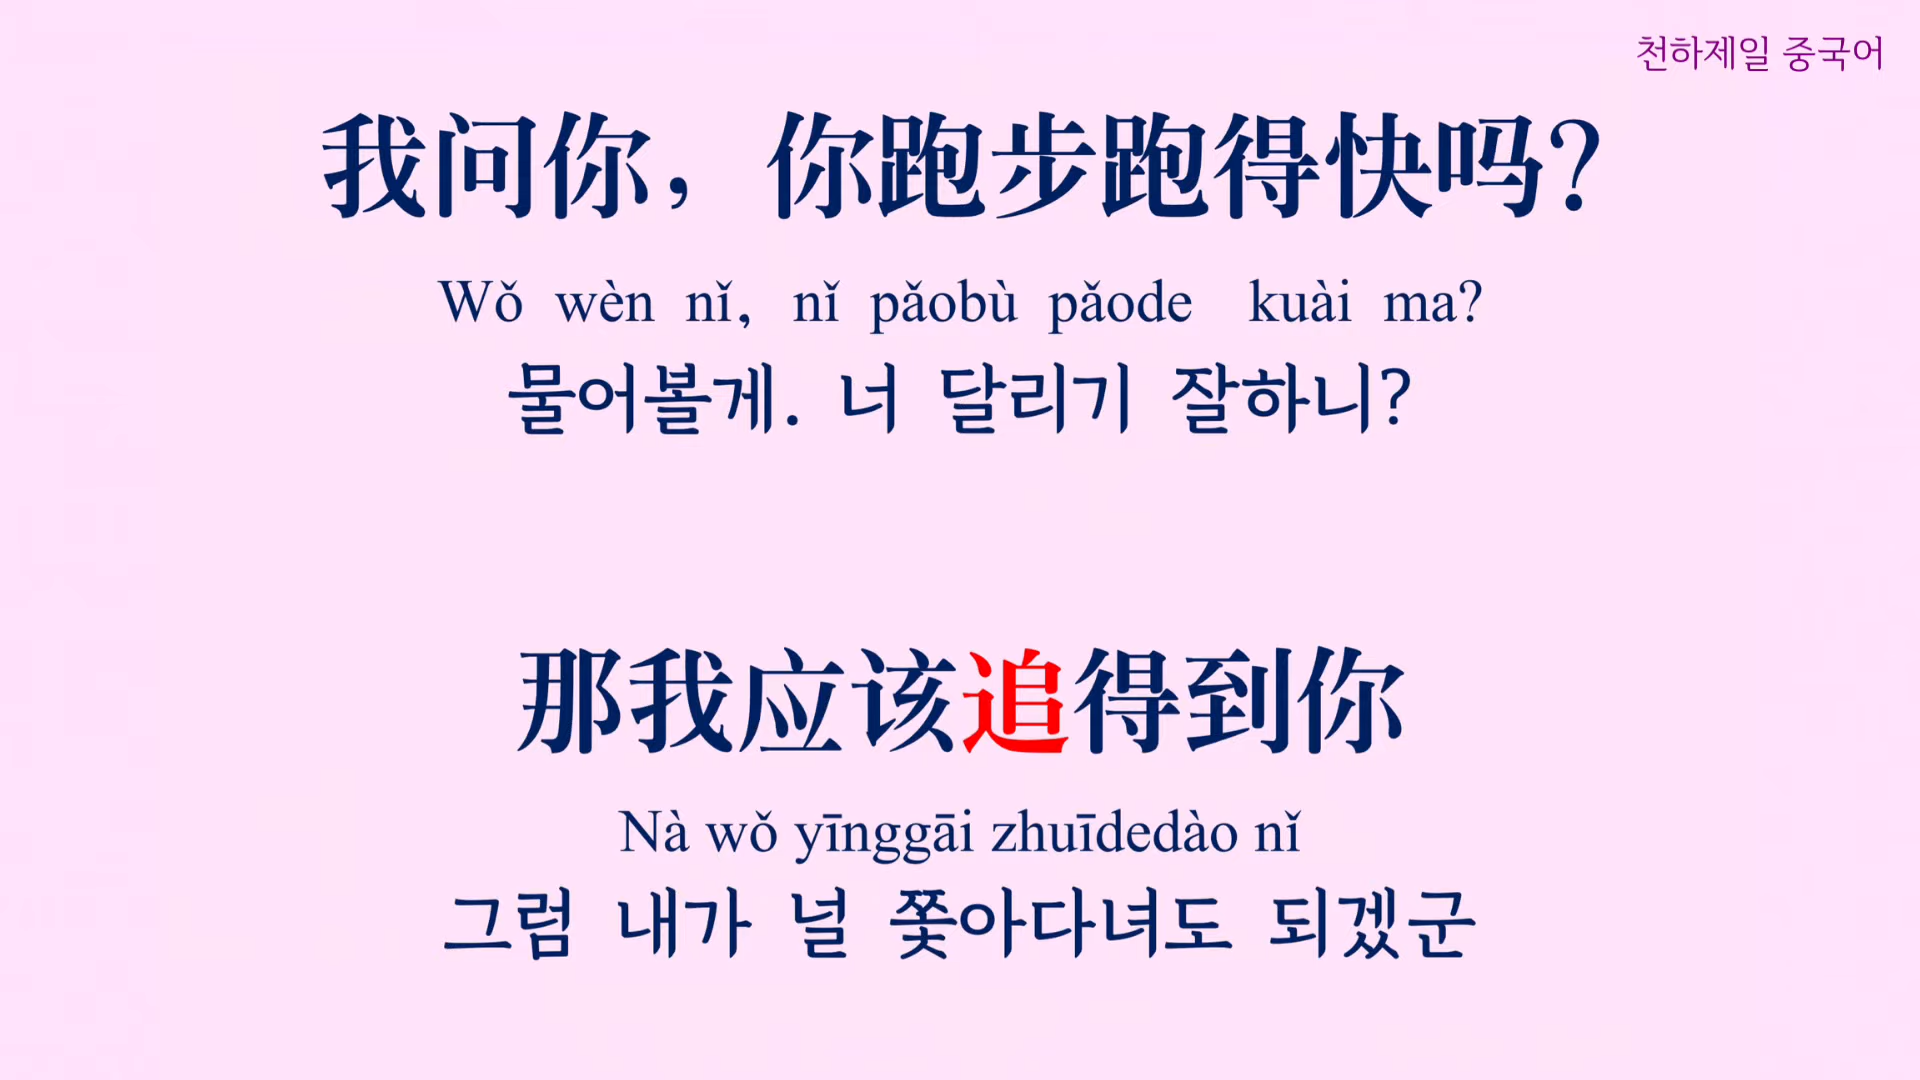 천하제일 중국어
我问你，你跑步跑得快吗？
Wǒ wèn nǐ, nǐ pǎobù pǎode kuài ma?
물어볼게. 너 달리기 잘하니?
那我应该追得到你
Nà wǒ yīnggāi zhuīdedào nǐ
그럼 내가 널 쫓아다녀도 되겠군